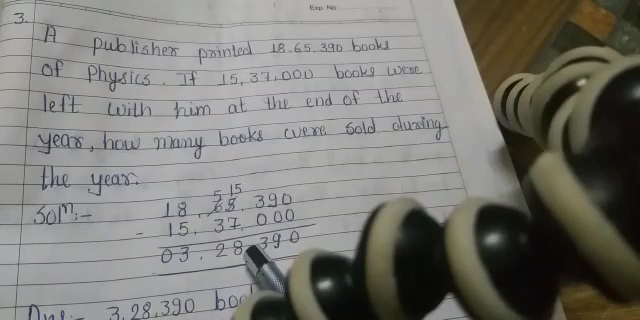 Exp. No.
3.
A publisher printed 18,65,390 books
of Physics. If 15,37,000 books were
left with him at the end of the
year, how many books were sold during
the year.
5 15
Solⁿ:- 18,65,390
- 15,37,000
03,28,390
Ans:- 3,28,390